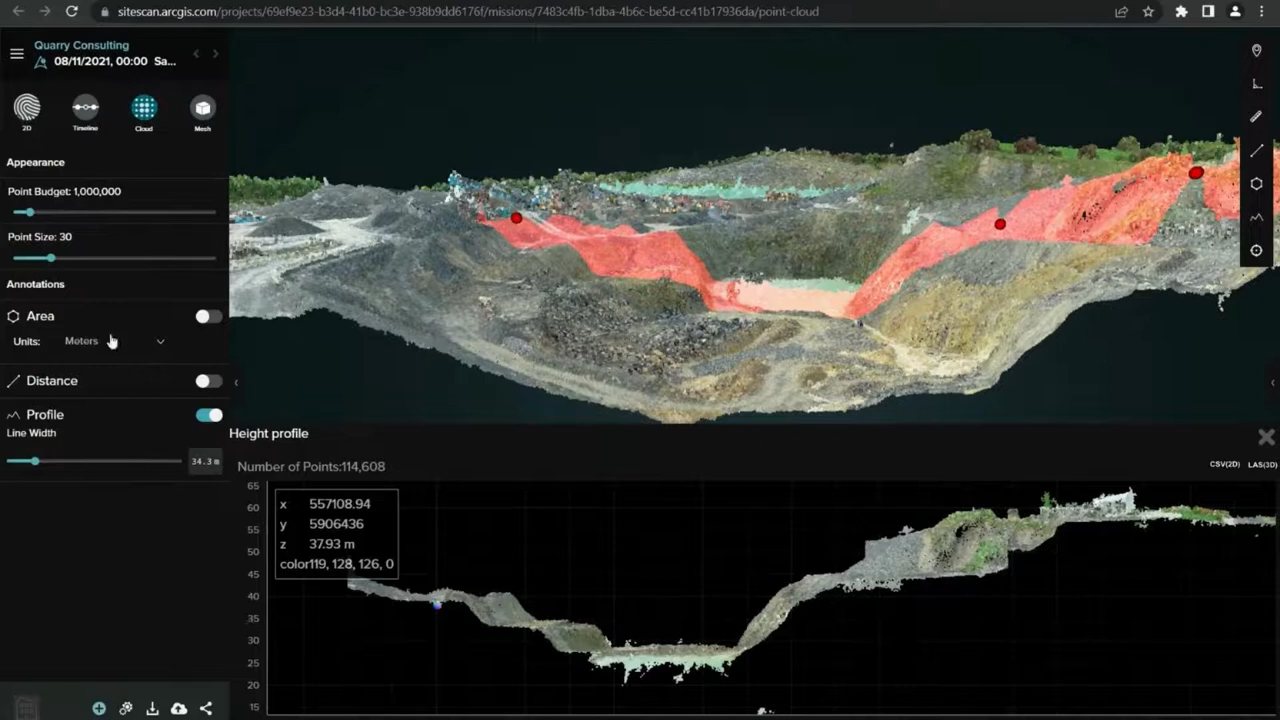 sitescan.arcgis.com/projects/69ef9e23-b3d4-41b0-bc3e-938b9dd6176f/missions/7483c4fb-1dba-4b6c-be5d-cc41b17936da/point-cloud
Quarry Consulting
08/11/2021, 00:00 Sa...
2D
Timeline
Cloud
Mesh
Appearance
Point Budget: 1,000,000
Point Size: 30
Annotations
Area
Units: Meters
Distance
Profile
Line Width
34.3 m
Height profile
Number of Points:114,608
CSV(2D) LAS(3D)
x 557108.94
y 5906436
z 37.93 m
color119, 128, 126, 0
65
60
55
50
45
40
35
30
25
20
15